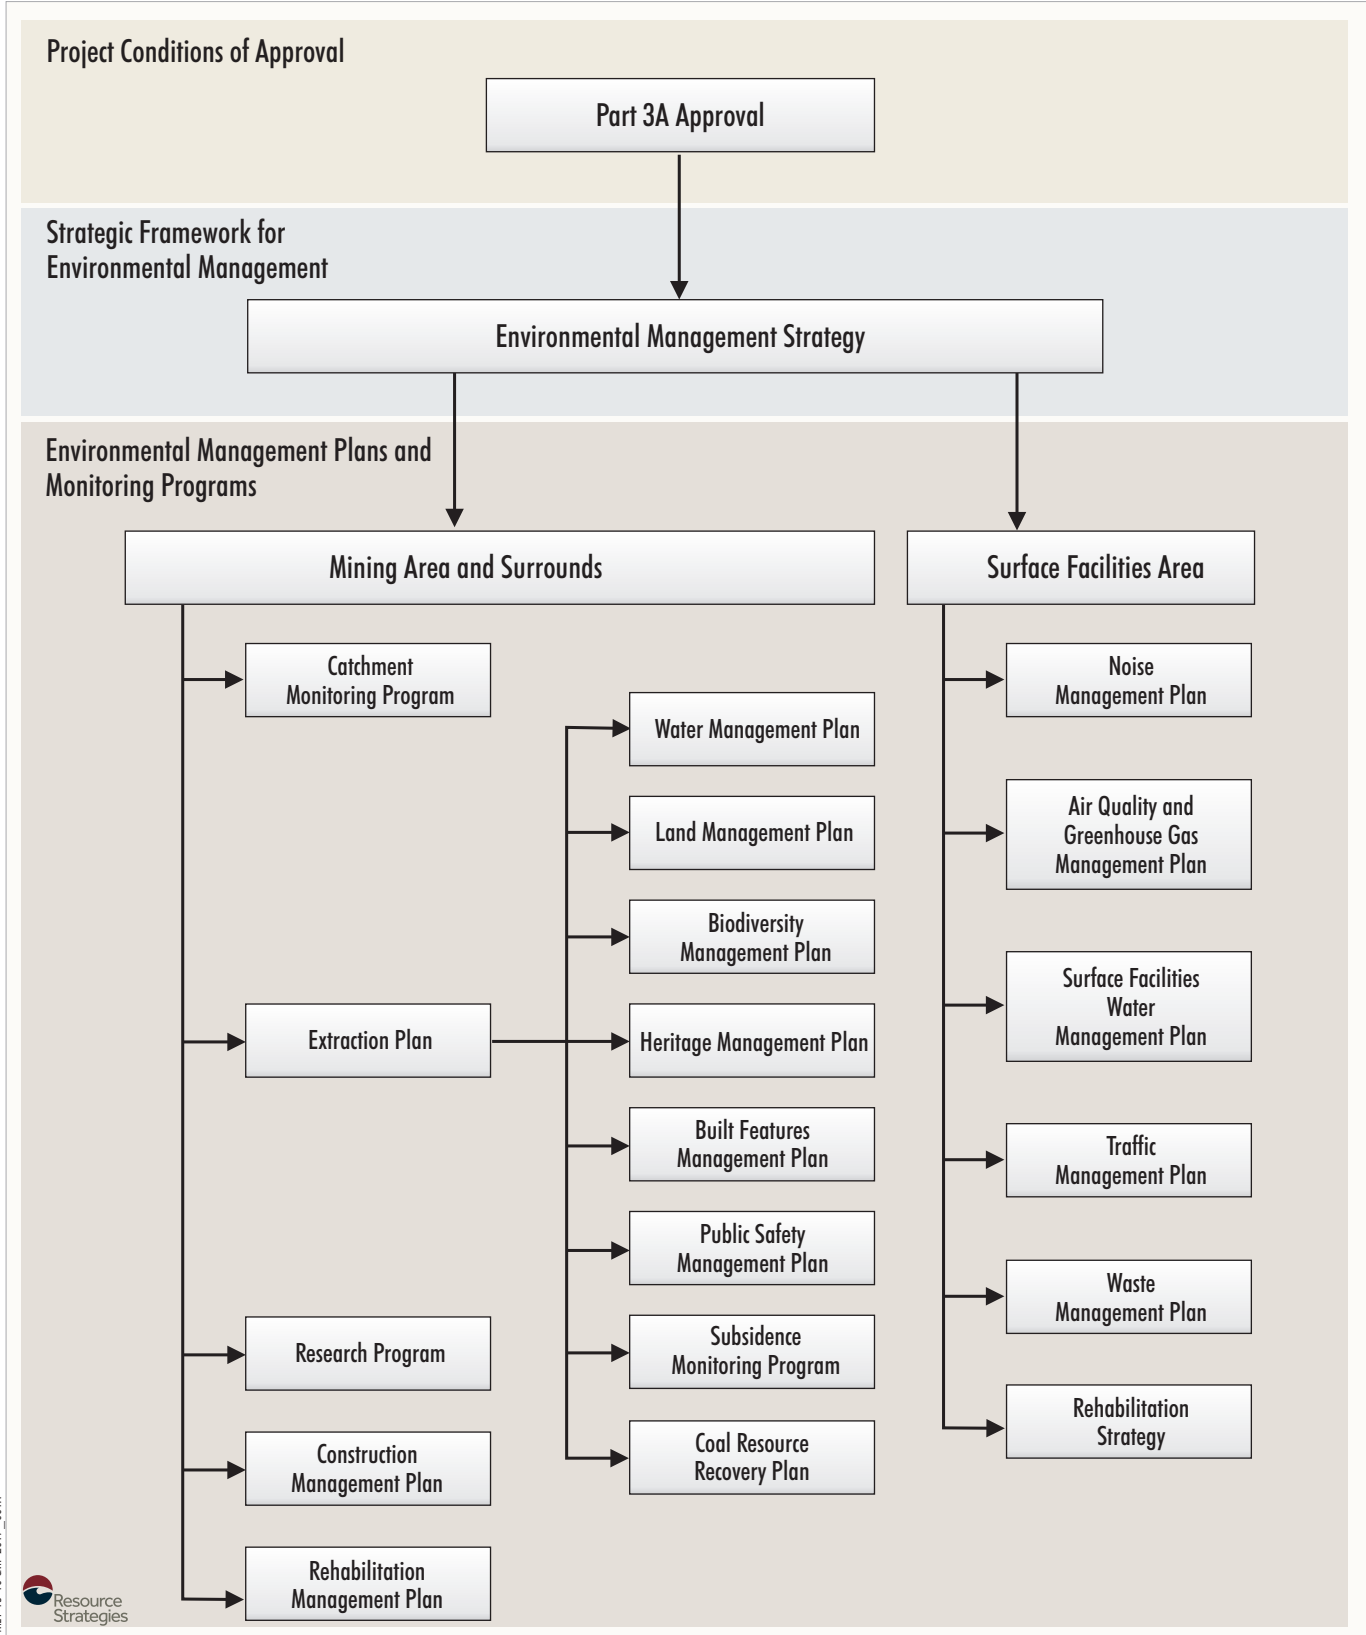 Project Conditions of Approval
Part 3A Approval
Strategic Framework for
Environmental Management
Environmental Management Strategy
Environmental Management Plans and
Monitoring Programs
Mining Area and Surrounds
Surface Facilities Area
Catchment
Monitoring Program
Extraction Plan
Research Program
Construction
Management Plan
Rehabilitation
Management Plan
Water Management Plan
Land Management Plan
Biodiversity
Management Plan
Heritage Management Plan
Built Features
Management Plan
Public Safety
Management Plan
Subsidence
Monitoring Program
Coal Resource
Recovery Plan
Noise
Management Plan
Air Quality and
Greenhouse Gas
Management Plan
Surface Facilities
Water
Management Plan
Traffic
Management Plan
Waste
Management Plan
Rehabilitation
Strategy
Resource
Strategies